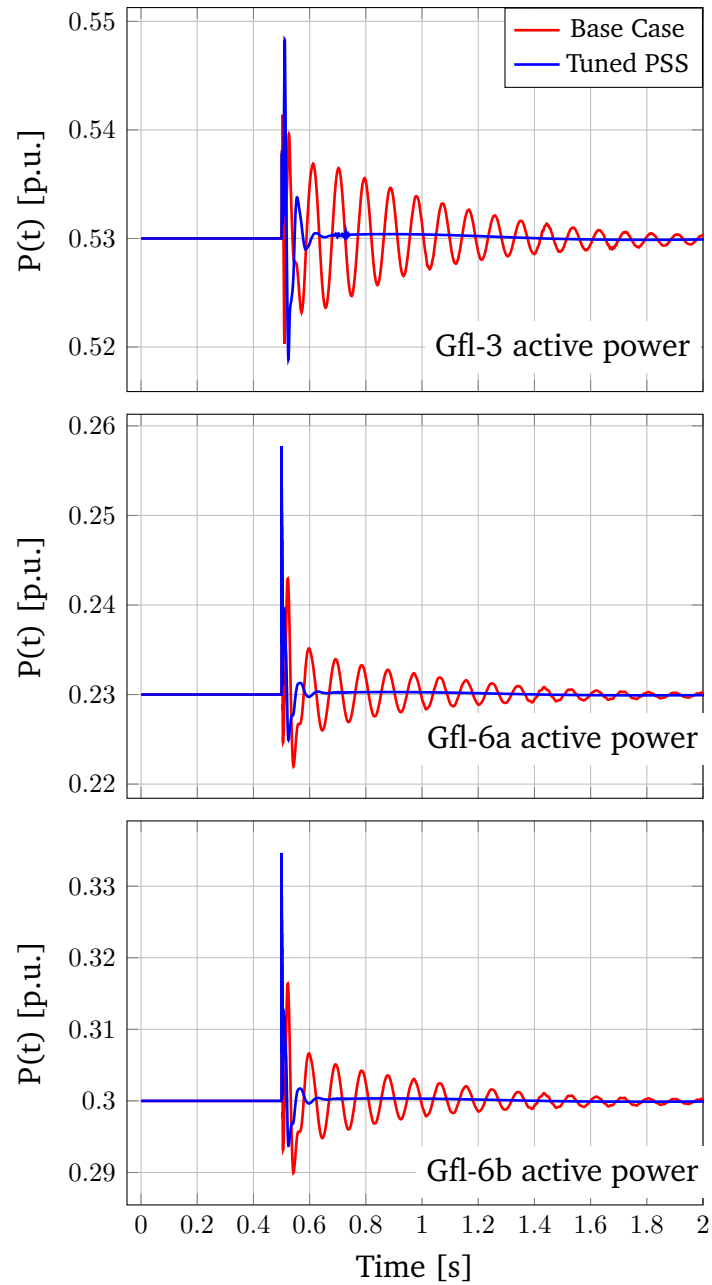 Base Case
Tuned PSS
0.55
0.54
0.53
0.52
P(t) [p.u.]
Gfl-3 active power
0.26
0.25
0.24
0.23
0.22
P(t) [p.u.]
Gfl-6a active power
0.33
0.32
0.31
0.3
0.29
P(t) [p.u.]
Gfl-6b active power
0 0.2 0.4 0.6 0.8 1 1.2 1.4 1.6 1.8 2
Time [s]